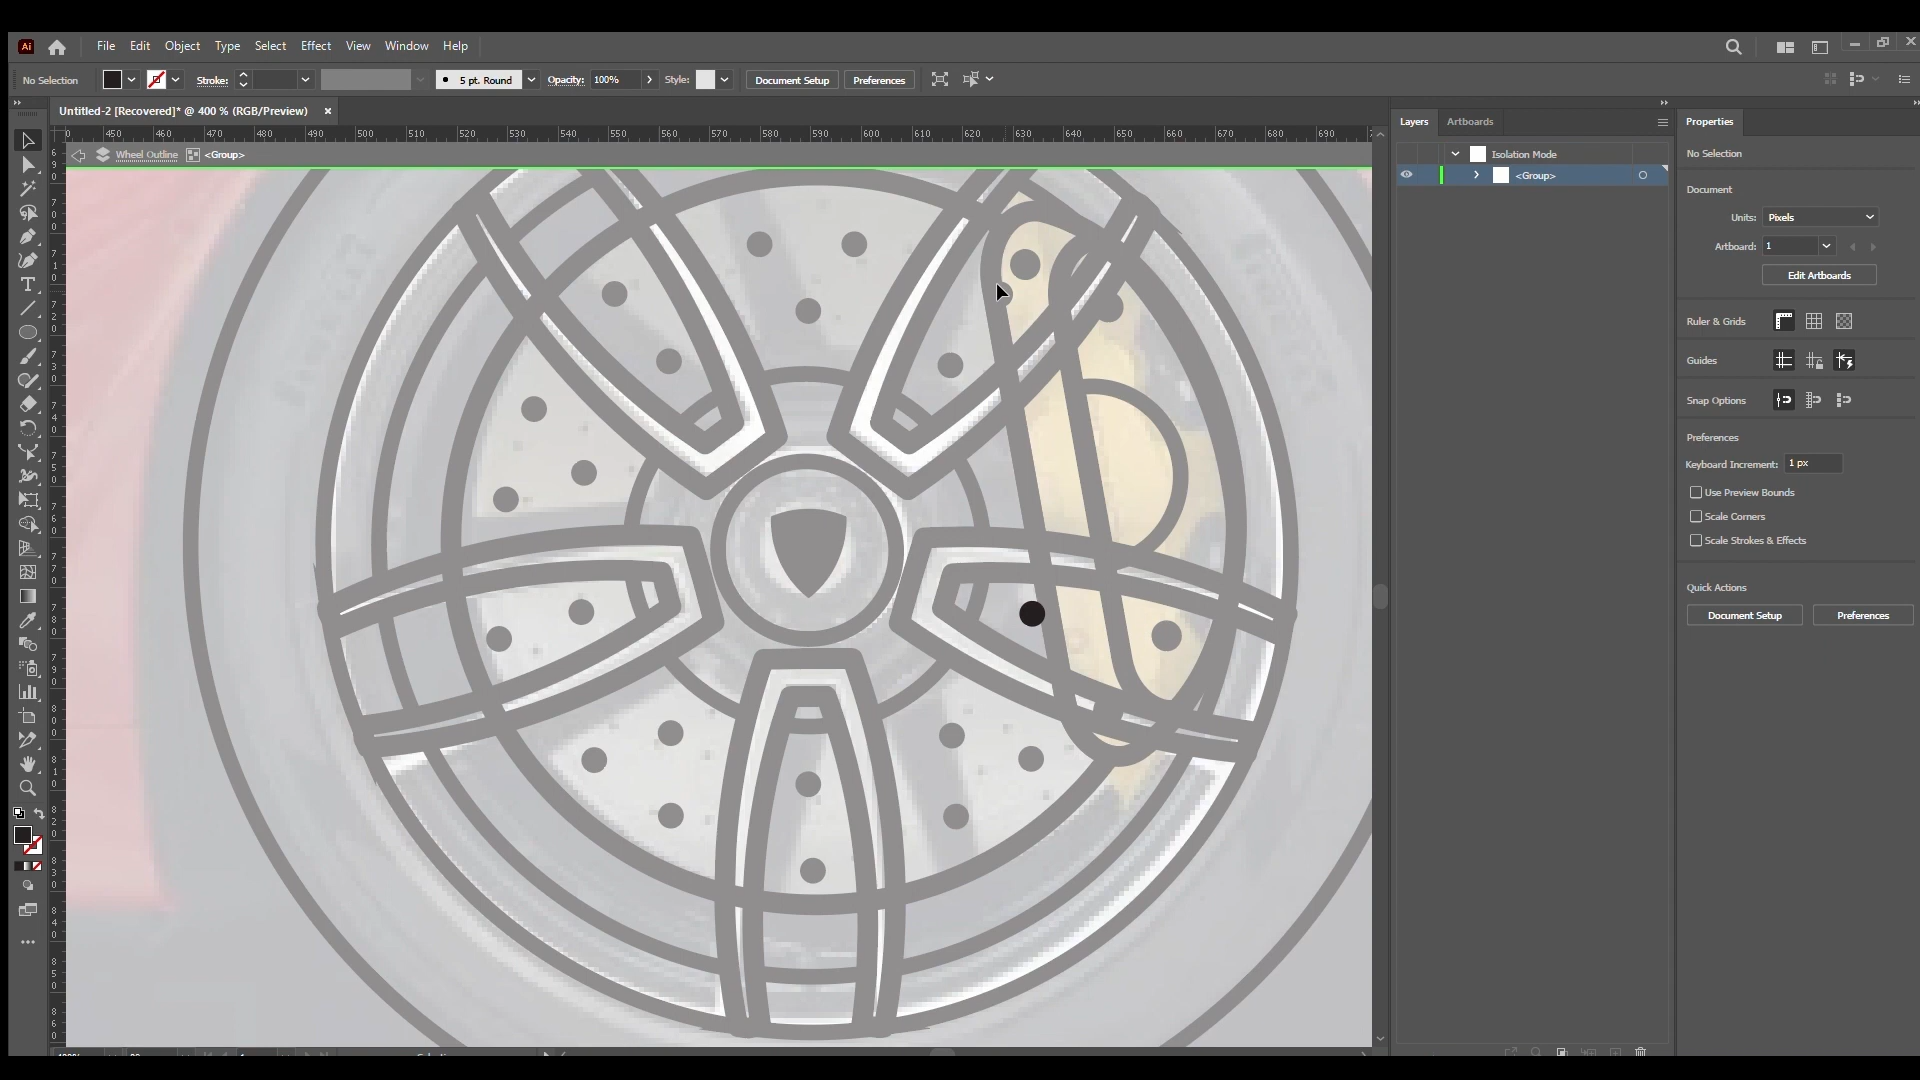 Ai File Edit Object Type Select Effect View Window Help
No Selection Stroke: 5 pt. Round Opacity: 100% Style: Document Setup Preferences
Untitled-2 [Recovered]* @ 400 % (RGB/Preview) ×
Layers Artboards Properties
450 460 470 480 490 500 510 520 530 540 550 560 570 580 590 600 610 620 630 640 650 660 670 680 690
Wheel Outline <Group>
Isolation Mode
<Group>
No Selection
Document
Units: Pixels
Artboard: 1
Edit Artboards
Ruler & Grids
Guides
Snap Options
Preferences
Keyboard Increment: 1 px
Use Preview Bounds
Scale Corners
Scale Strokes & Effects
Quick Actions
Document Setup Preferences